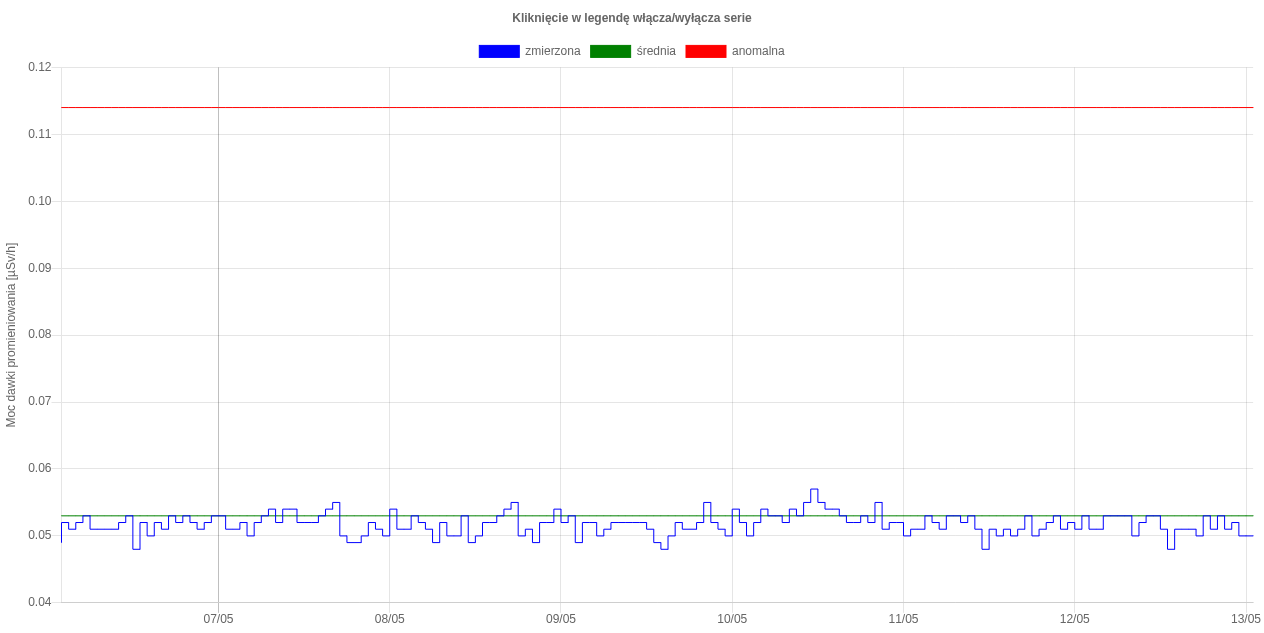 Kliknięcie w legendę włącza/wyłącza serie
zmierzona średnia anomalna
Moc dawki promieniowania [µSv/h]
0.12
0.11
0.10
0.09
0.08
0.07
0.06
0.05
0.04
07/05 08/05 09/05 10/05 11/05 12/05 13/05